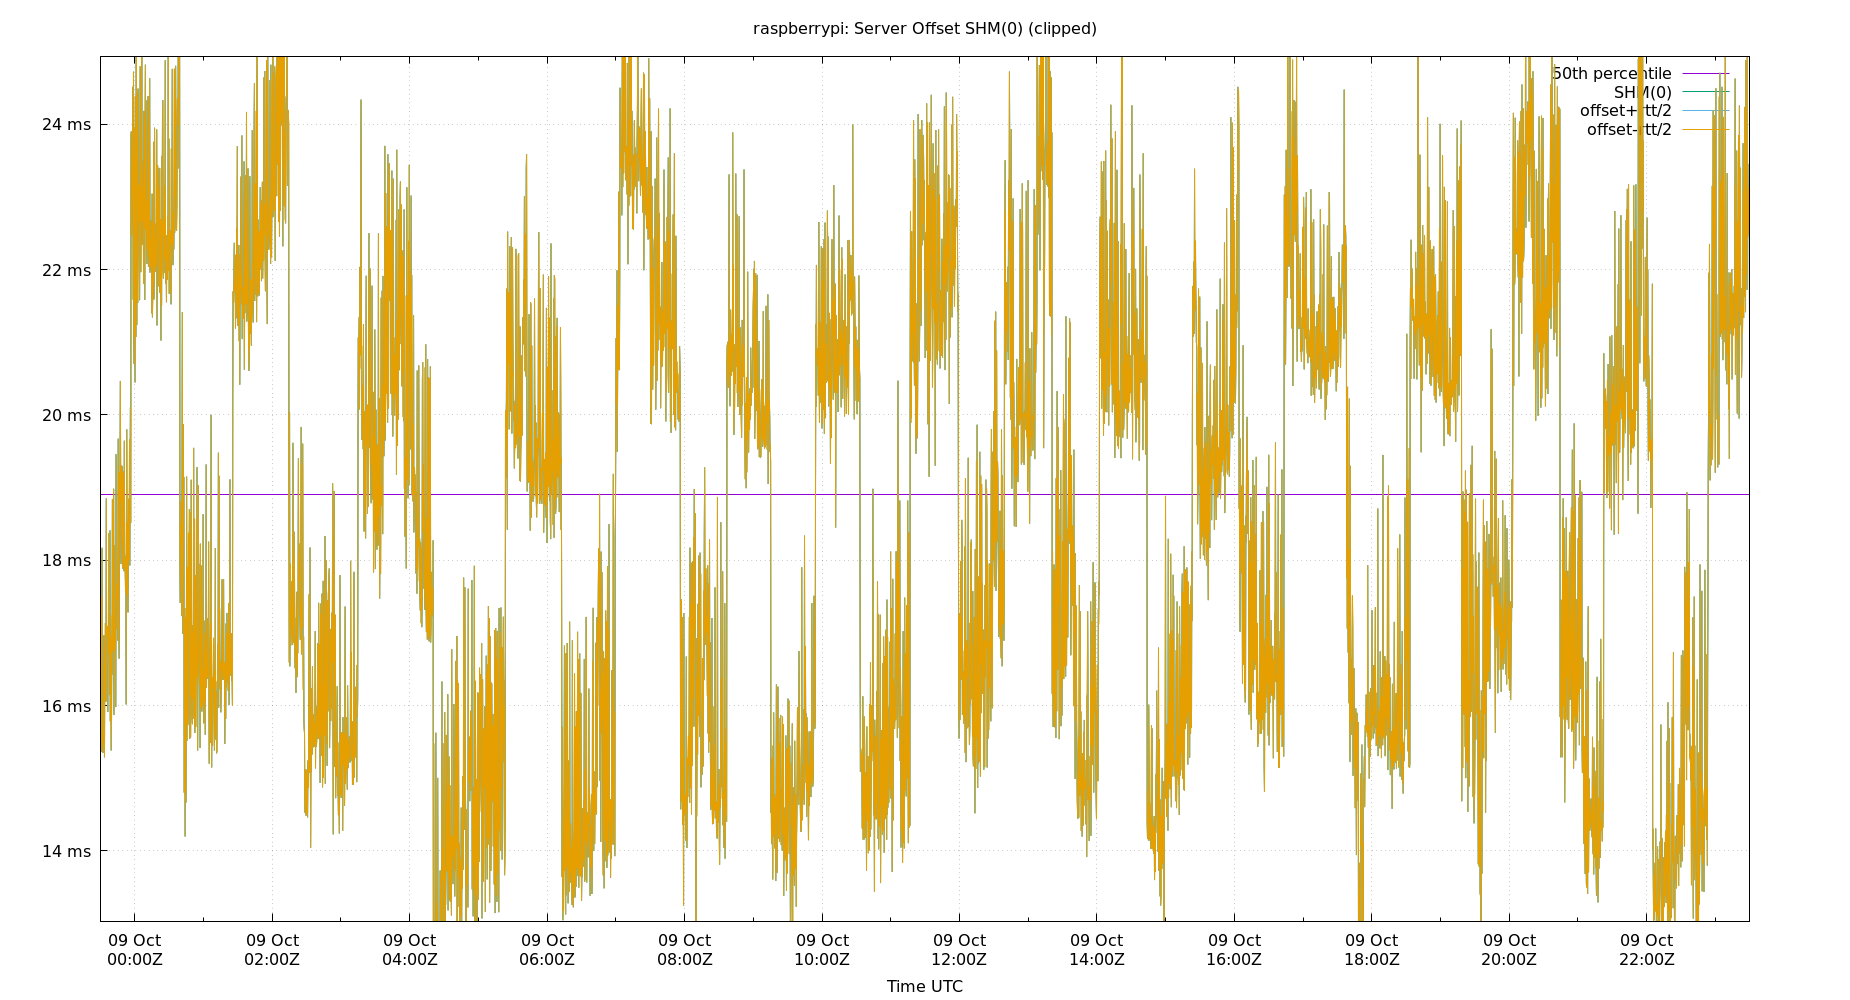 raspberrypi: Server Offset SHM(0) (clipped)
50th percentile
SHM(0)
offset+rtt/2
offset-rtt/2
24 ms
22 ms
20 ms
18 ms
16 ms
14 ms
09 Oct 09 Oct 09 Oct 09 Oct 09 Oct 09 Oct 09 Oct 09 Oct 09 Oct 09 Oct 09 Oct 09 Oct
00:00Z 02:00Z 04:00Z 06:00Z 08:00Z 10:00Z 12:00Z 14:00Z 16:00Z 18:00Z 20:00Z 22:00Z
Time UTC